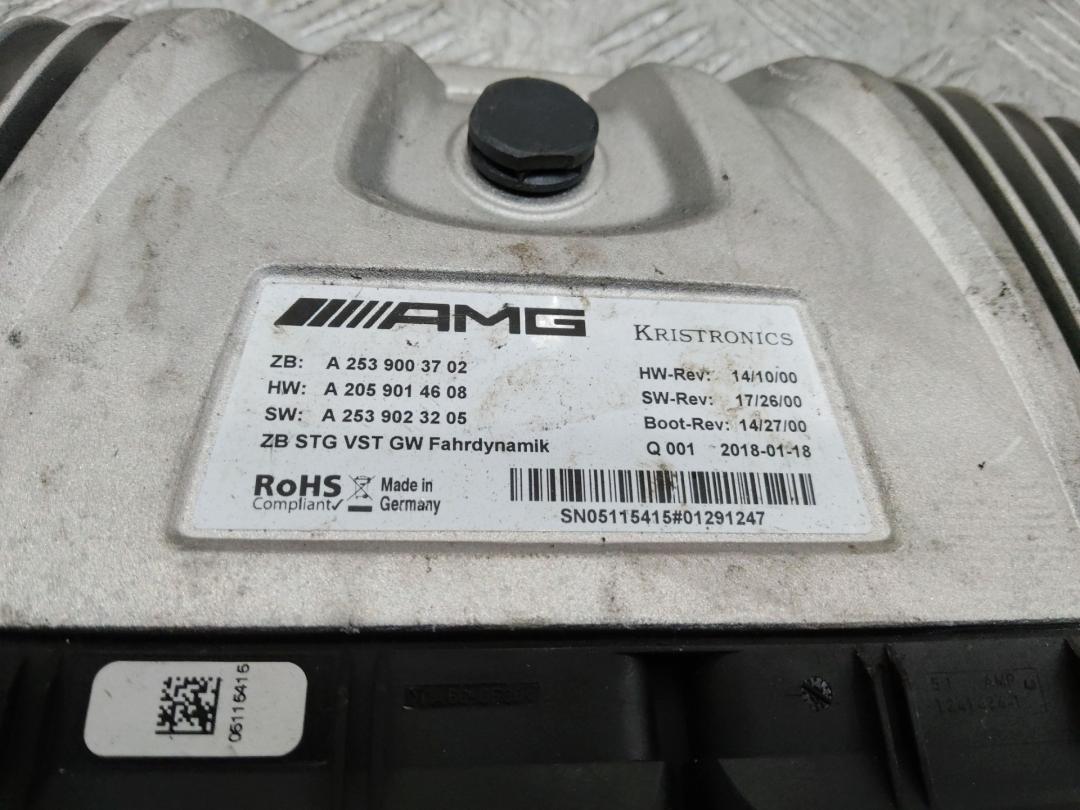 AMG
KRISTRONICS
ZB: A 253 900 37 02
HW: A 205 901 46 08
SW: A 253 902 32 05
ZB STG VST GW Fahrdynamik
HW-Rev: 14/10/00
SW-Rev: 17/26/00
Boot-Rev: 14/27/00
Q 001 2018-01-18
RoHS
Compliant✓
Made in
Germany
SN05115415#01291247
AMP